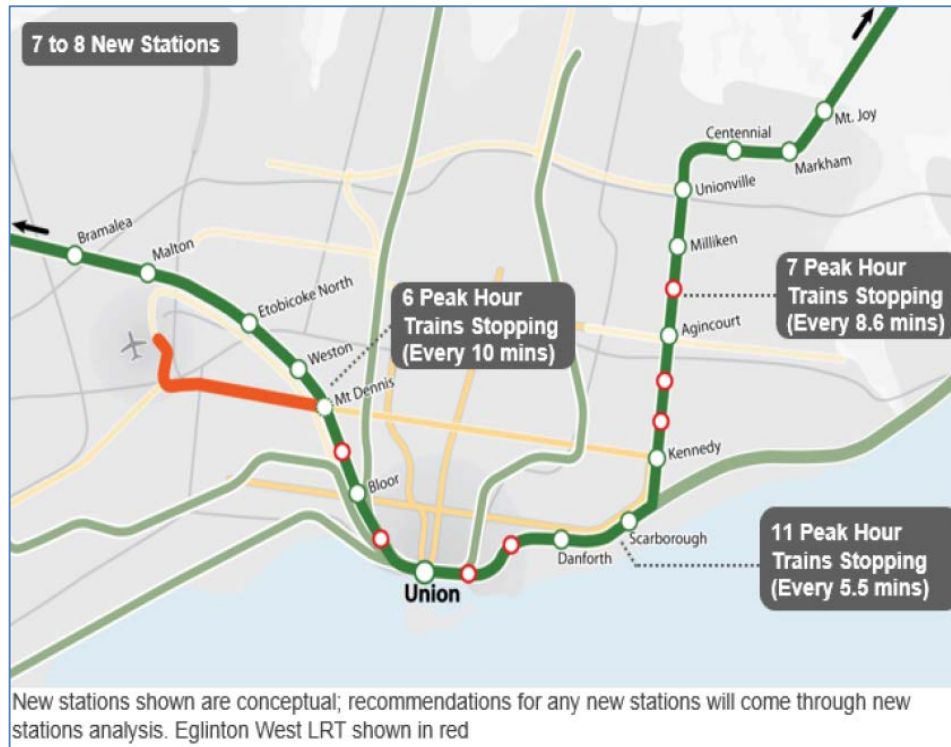 7 to 8 New Stations
Mt. Joy
Centennial
Markham
Unionville
Bramalea
Malton
Milliken
Etobicoke North
6 Peak Hour
Trains Stopping
(Every 10 mins)
7 Peak Hour
Trains Stopping
(Every 8.6 mins)
Agincourt
Weston
Mt Dennis
Kennedy
Bloor
Scarborough
Danforth
Union
11 Peak Hour
Trains Stopping
(Every 5.5 mins)
New stations shown are conceptual; recommendations for any new stations will come through new
stations analysis. Eglinton West LRT shown in red